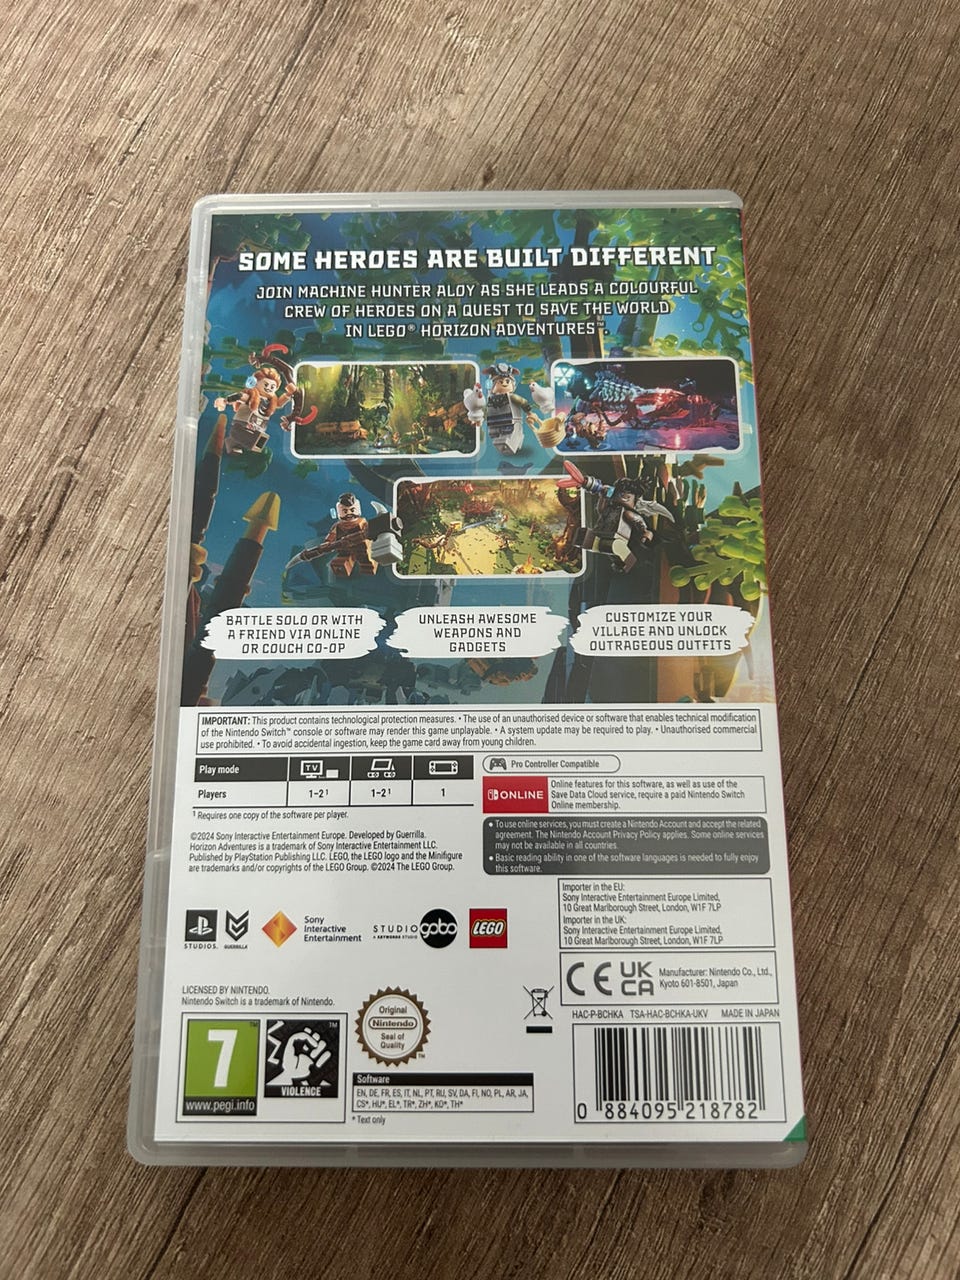 SOME HEROES ARE BUILT DIFFERENT
JOIN MACHINE HUNTER ALOY AS SHE LEADS A COLOURFUL
CREW OF HEROES ON A QUEST TO SAVE THE WORLD
IN LEGO® HORIZON ADVENTURES™.
BATTLE SOLO OR WITH
A FRIEND VIA ONLINE
OR COUCH CO-OP
UNLEASH AWESOME
WEAPONS AND
GADGETS
CUSTOMIZE YOUR
VILLAGE AND UNLOCK
OUTRAGEOUS OUTFITS
IMPORTANT: This product contains technological protection measures. • The use of an unauthorised device or software that enables technical modification
of the Nintendo Switch™ console or software may render this game unplayable. • A system update may be required to play. • Unauthorised commercial
use prohibited. • To avoid accidental ingestion, keep the game card away from young children.
Play mode
TV
Players
1-2¹
1-2¹
1
¹ Requires one copy of the software per player.
Pro Controller Compatible
ONLINE
Online features for this software, as well as use of the
Save Data Cloud service, require a paid Nintendo Switch
Online membership.
• To use online services, you must create a Nintendo Account and accept the related
agreement. The Nintendo Account Privacy Policy applies. Some online services
may not be available in all countries.
• Basic reading ability in one of the software languages is needed to fully enjoy
this software.
©2024 Sony Interactive Entertainment Europe. Developed by Guerrilla.
Horizon Adventures is a trademark of Sony Interactive Entertainment LLC.
Published by PlayStation Publishing LLC. LEGO, the LEGO logo and the Minifigure
are trademarks and/or copyrights of the LEGO Group. ©2024 The LEGO Group.
Importer in the EU:
Sony Interactive Entertainment Europe Limited,
10 Great Marlborough Street, London, W1F 7LP
Importer in the UK:
Sony Interactive Entertainment Europe Limited,
10 Great Marlborough Street, London, W1F 7LP
STUDIOS.
GUERRILLA
Sony
Interactive
Entertainment
STUDIO gobo
A KEYWORDS STUDIO
LEGO
CE UK CA
Manufacturer: Nintendo Co., Ltd.,
Kyoto 601-8501, Japan
LICENSED BY NINTENDO.
Nintendo Switch is a trademark of Nintendo.
HAC-P-BCHKA TSA-HAC-BCHKA-UKV MADE IN JAPAN
7™
www.pegi.info
VIOLENCE
™
Original
Nintendo
Seal of
Quality
™
Software
EN, DE, FR, ES, IT, NL, PT, RU, SV, DA, FI, NO, PL, AR, JA,
CS*, HU*, EL*, TR*, ZH*, KO*, TH*
* Text only
0 884095 218782